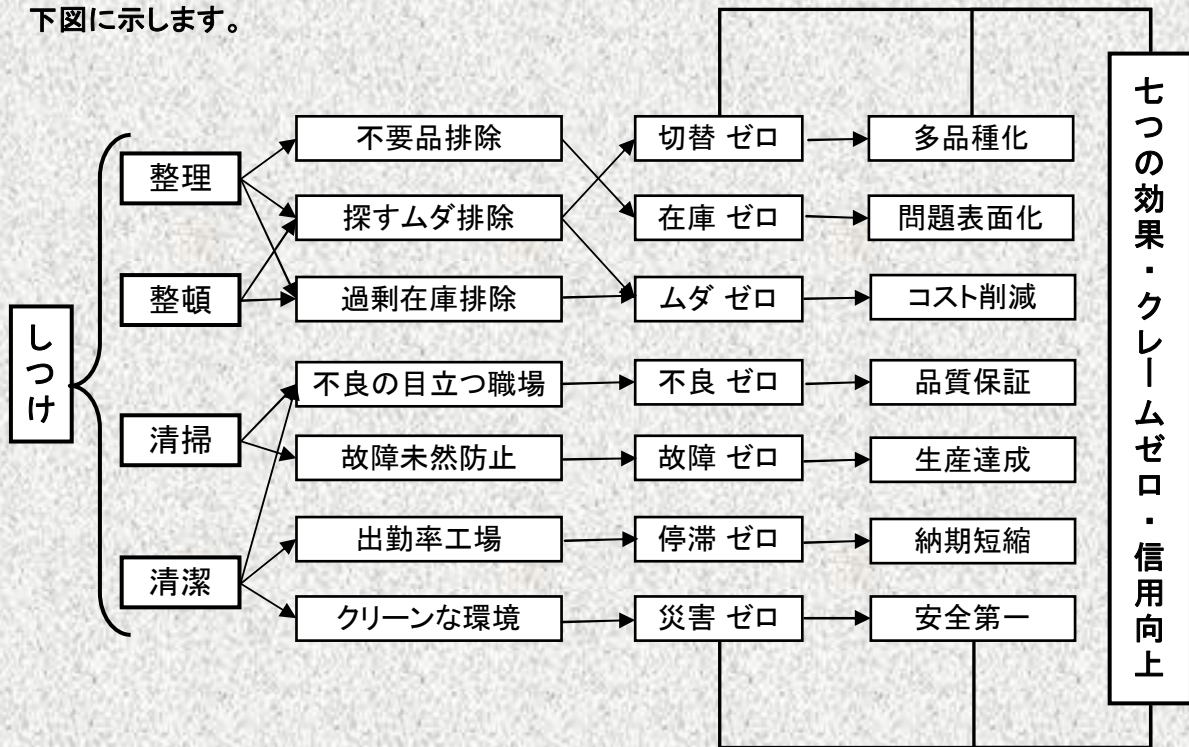 下図に示します。
しつけ
整理
整頓
清掃
清潔
不要品排除
探すムダ排除
過剰在庫排除
不良の目立つ職場
故障未然防止
出勤率工場
クリーンな環境
切替 ゼロ
在庫 ゼロ
ムダ ゼロ
不良 ゼロ
故障 ゼロ
停滞 ゼロ
災害 ゼロ
多品種化
問題表面化
コスト削減
品質保証
生産達成
納期短縮
安全第一
七つの効果・クレームゼロ・信用向上